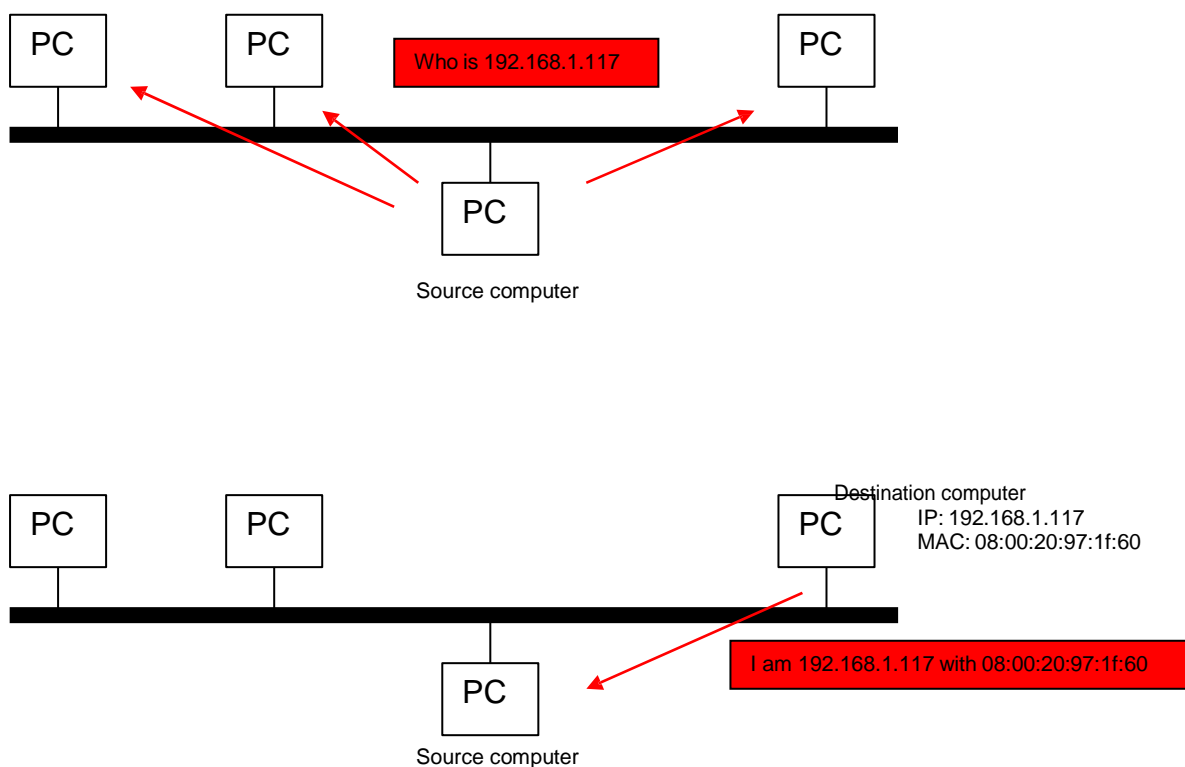 PC
PC
Who is 192.168.1.117
PC
PC
Source computer
PC
PC
PC
Destination computer
IP: 192.168.1.117
MAC: 08:00:20:97:1f:60
I am 192.168.1.117 with 08:00:20:97:1f:60
PC
Source computer